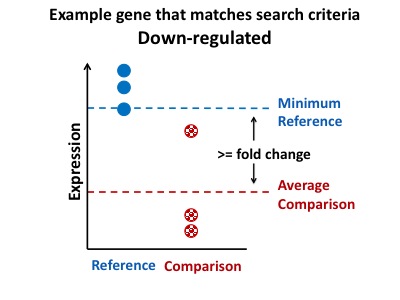 Example gene that matches search criteria
Down-regulated
Expression
Minimum
Reference
>= fold change
Average
Comparison
Reference Comparison